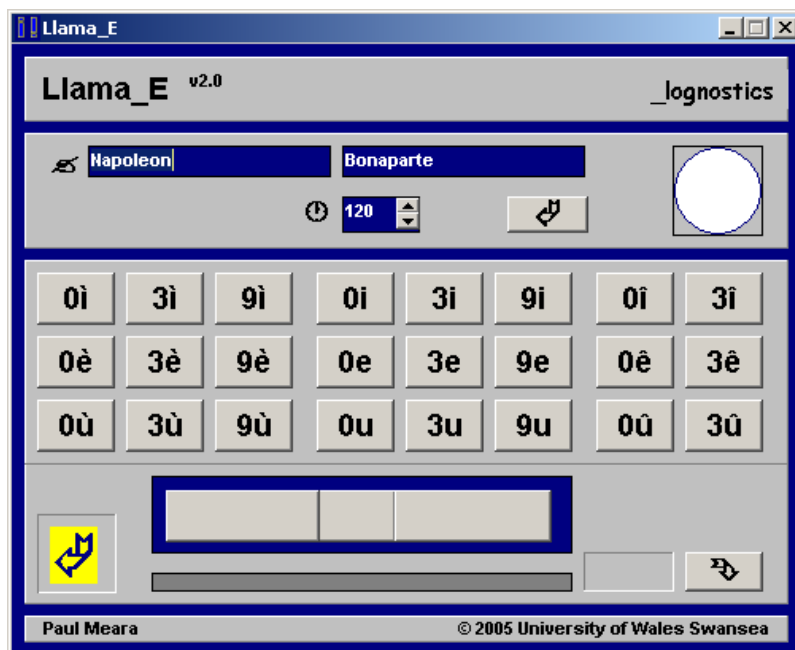 Llama_E
Llama_E v2.0 _lognostics
Napoleon Bonaparte
120
0ì 3ì 9ì 0i 3i 9i 0î 3î
0è 3è 9è 0e 3e 9e 0ê 3ê
0ù 3ù 9ù 0u 3u 9u 0û 3û
Paul Meara © 2005 University of Wales Swansea